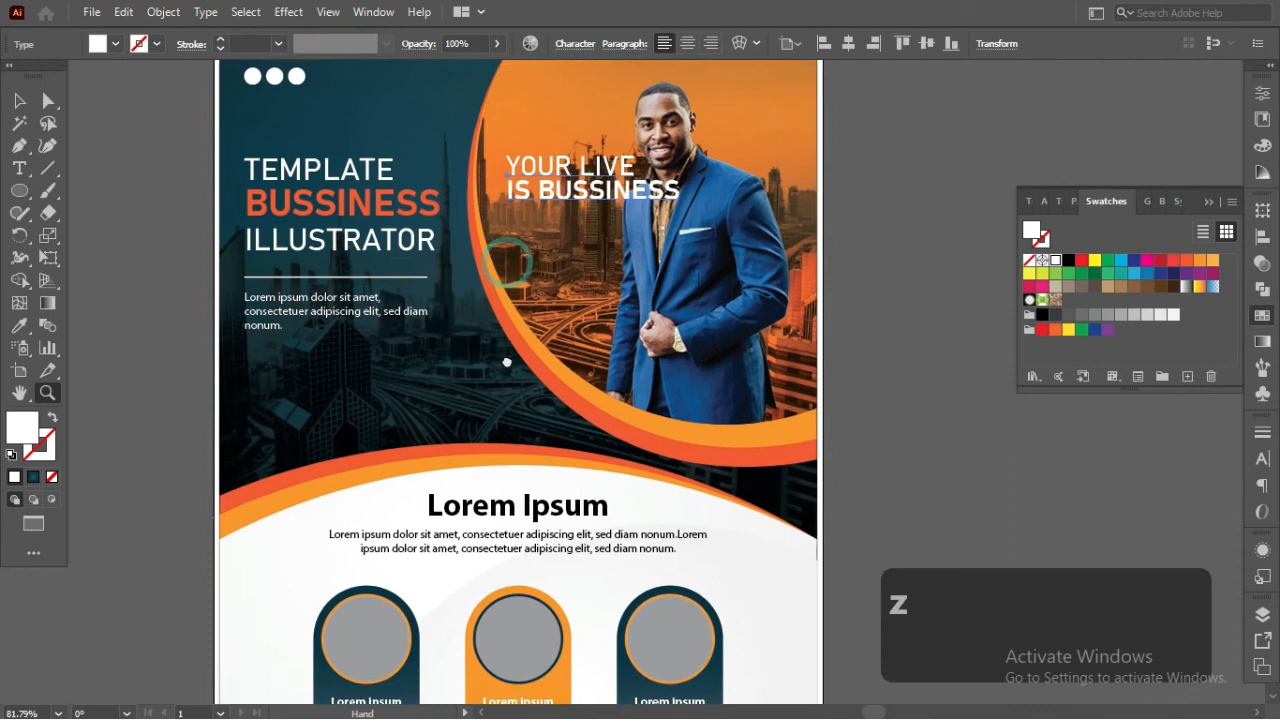 Ai File Edit Object Type Select Effect View Window Help Search Adobe Help
Type Stroke: Opacity: 100% Character Paragraph: Transform
TEMPLATE
BUSSINESS
ILLUSTRATOR
Lorem ipsum dolor sit amet,
consectetuer adipiscing elit, sed diam
nonum.
YOUR LIVE
IS BUSSINESS
Lorem Ipsum
Lorem ipsum dolor sit amet, consectetuer adipiscing elit, sed diam nonum.Lorem
ipsum dolor sit amet, consectetuer adipiscing elit, sed diam nonum.
Lorem Ipsum Lorem Ipsum Lorem Ipsum
T A T P Swatches G B S
z
Activate Windows
Go to Settings to activate Windows.
81.79% 0° 1 Hand